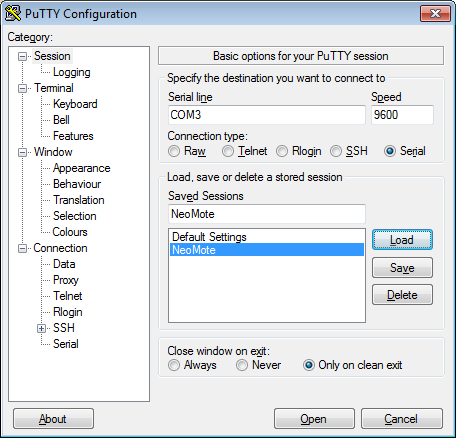 PuTTY Configuration
Category:
Session
Logging
Terminal
Keyboard
Bell
Features
Window
Appearance
Behaviour
Translation
Selection
Colours
Connection
Data
Proxy
Telnet
Rlogin
SSH
Serial
Basic options for your PuTTY session
Specify the destination you want to connect to
Serial line Speed
COM3 9600
Connection type:
Raw Telnet Rlogin SSH Serial
Load, save or delete a stored session
Saved Sessions
NeoMote
Default Settings
NeoMote
Load
Save
Delete
Close window on exit:
Always Never Only on clean exit
About Open Cancel